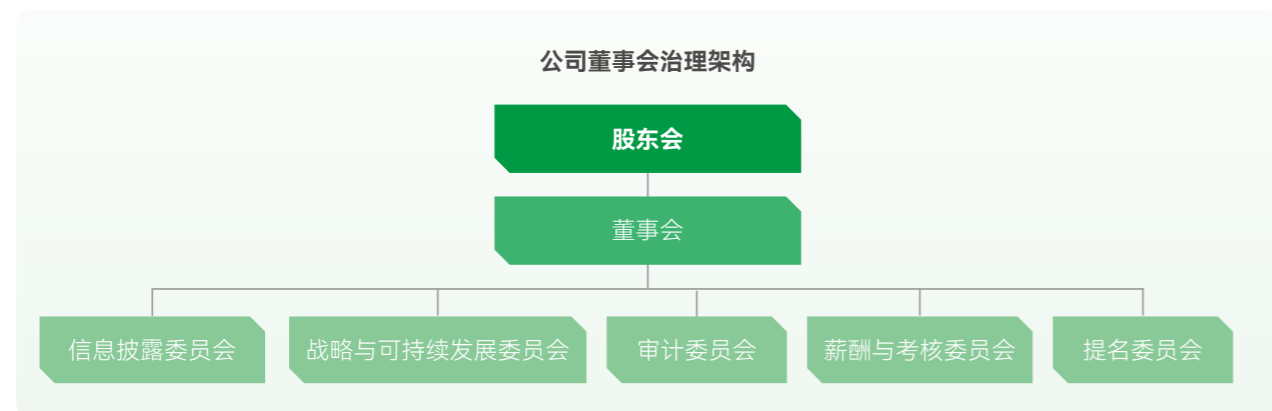 公司董事会治理架构
股东会
董事会
信息披露委员会
战略与可持续发展委员会
审计委员会
薪酬与考核委员会
提名委员会